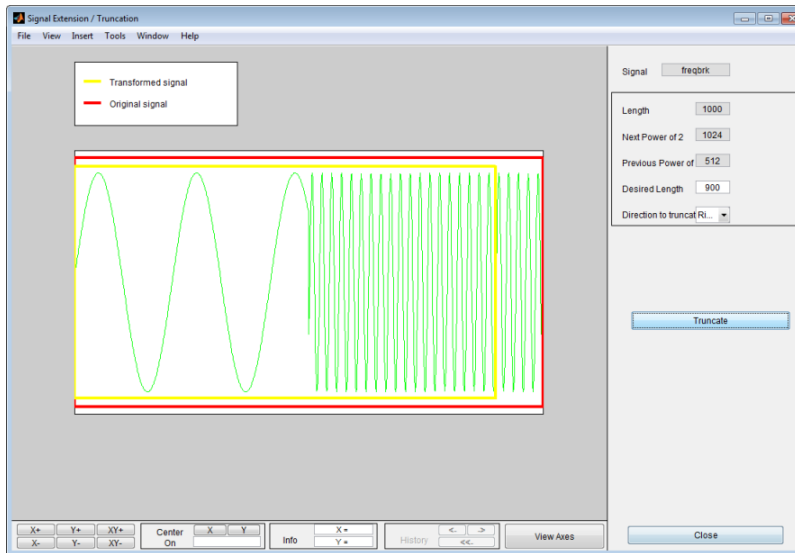 Signal Extension / Truncation
File View Insert Tools Window Help
Transformed signal
Original signal
Signal freqbrk
Length 1000
Next Power of 2 1024
Previous Power of 512
Desired Length 900
Direction to truncat Ri...
Truncate
X+ Y+ XY+
X- Y- XY-
Center On X Y
Info X = Y =
History <- -> <<-
View Axes
Close